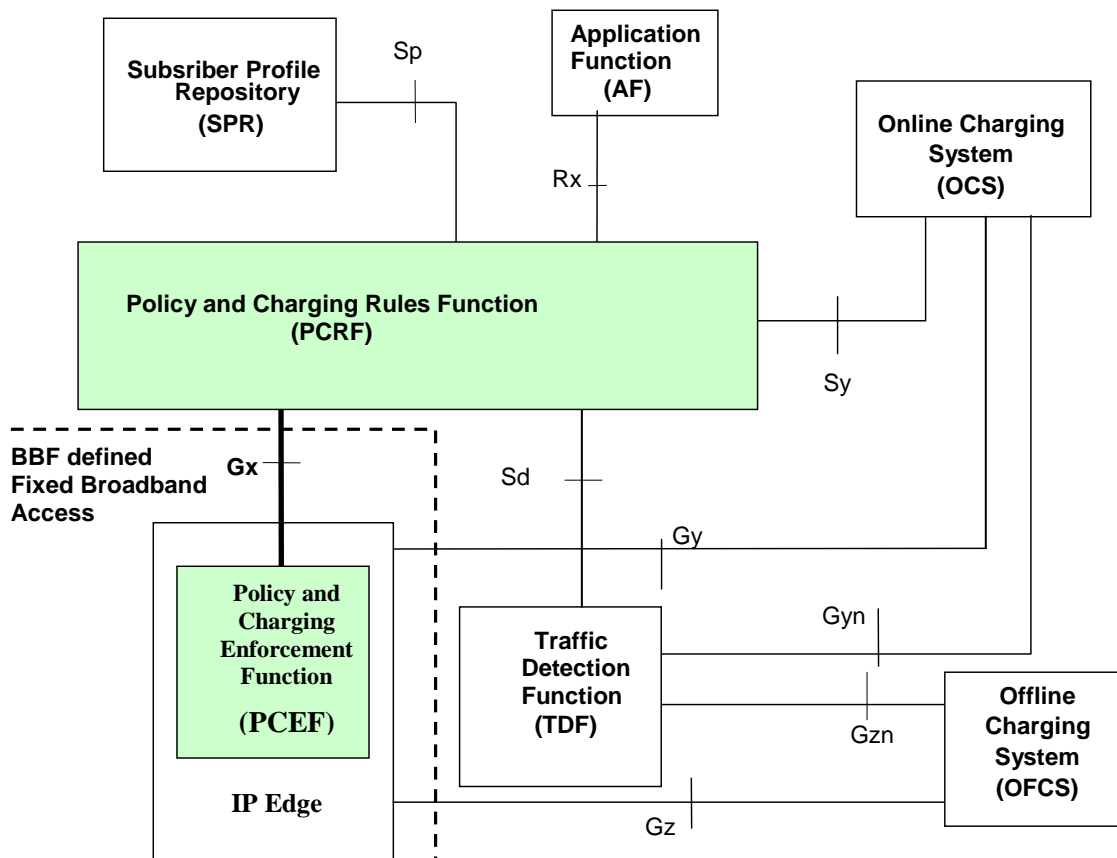 Subsriber Profile
Repository
(SPR)
Sp
Application
Function
(AF)
Rx
Online Charging
System
(OCS)
Policy and Charging Rules Function
(PCRF)
Sy
BBF defined
Fixed Broadband
Access
Gx
Sd
Gy
Policy and
Charging
Enforcement
Function
(PCEF)
IP Edge
Traffic
Detection
Function
(TDF)
Gyn
Gzn
Offline
Charging
System
(OFCS)
Gz